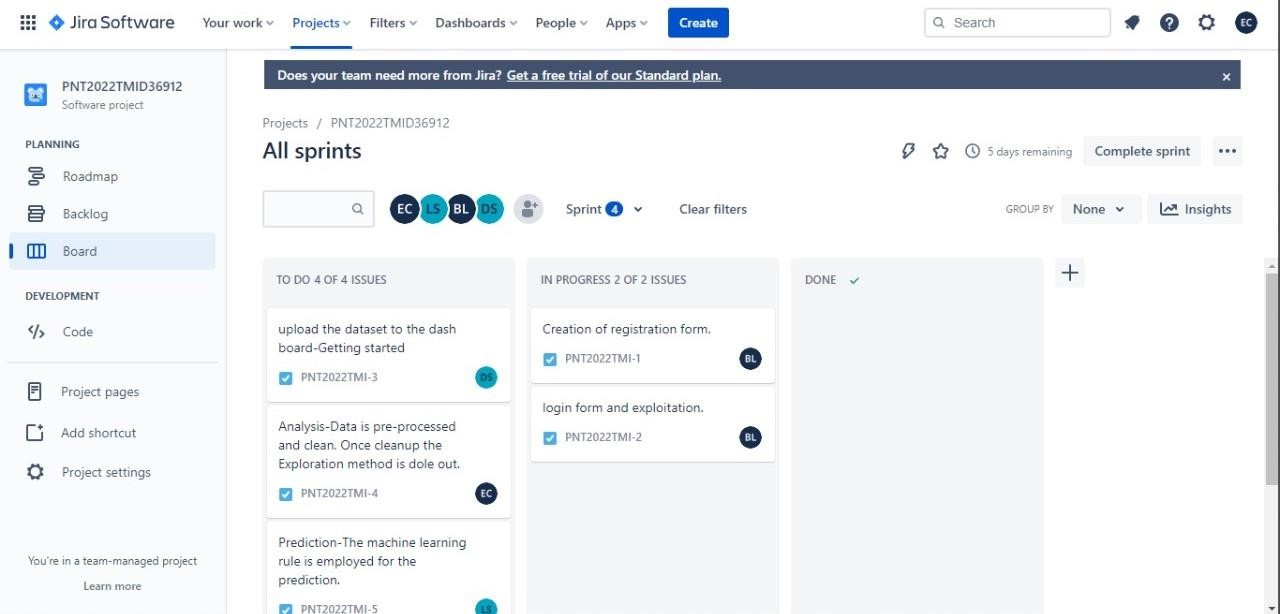 Jira Software
Your work
Projects
Filters
Dashboards
People
Apps
Create
Search
EC
PNT2022TMID36912
Software project
PLANNING
Roadmap
Backlog
Board
DEVELOPMENT
Code
Project pages
Add shortcut
Project settings
You're in a team-managed project
Learn more
Does your team need more from Jira? Get a free trial of our Standard plan.
Projects / PNT2022TMID36912
All sprints
5 days remaining
Complete sprint
EC LS BL DS
Sprint 4
Clear filters
GROUP BY
None
Insights
TO DO 4 OF 4 ISSUES
upload the dataset to the dash
board-Getting started
PNT2022TMI-3
DS
Analysis-Data is pre-processed
and clean. Once cleanup the
Exploration method is dole out.
PNT2022TMI-4
EC
Prediction-The machine learning
rule is employed for the
prediction.
PNT2022TMI-5
LS
IN PROGRESS 2 OF 2 ISSUES
Creation of registration form.
PNT2022TMI-1
BL
login form and exploitation.
PNT2022TMI-2
BL
DONE